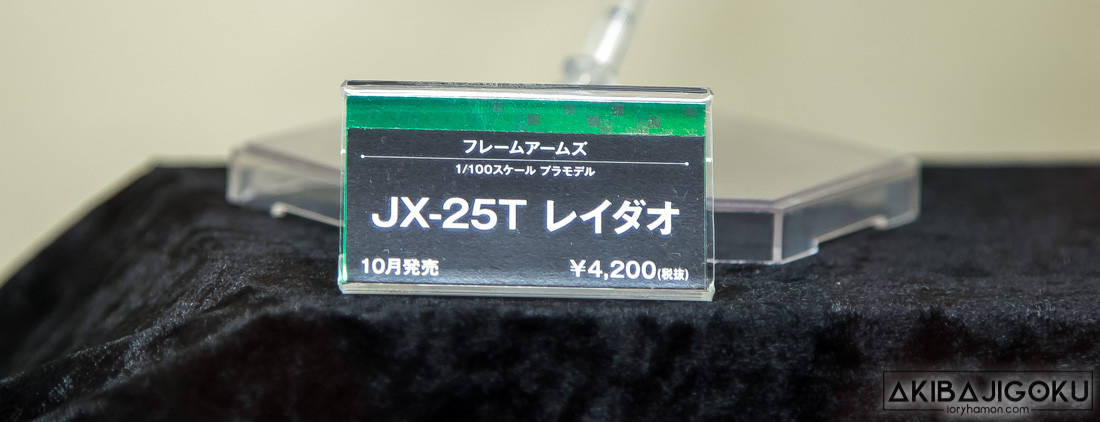 フレームアームズ
1/100スケール プラモデル
JX-25T レイダオ
10月発売 ¥4,200(税抜)
AKIBAJIGOKU
ioryhamon.com